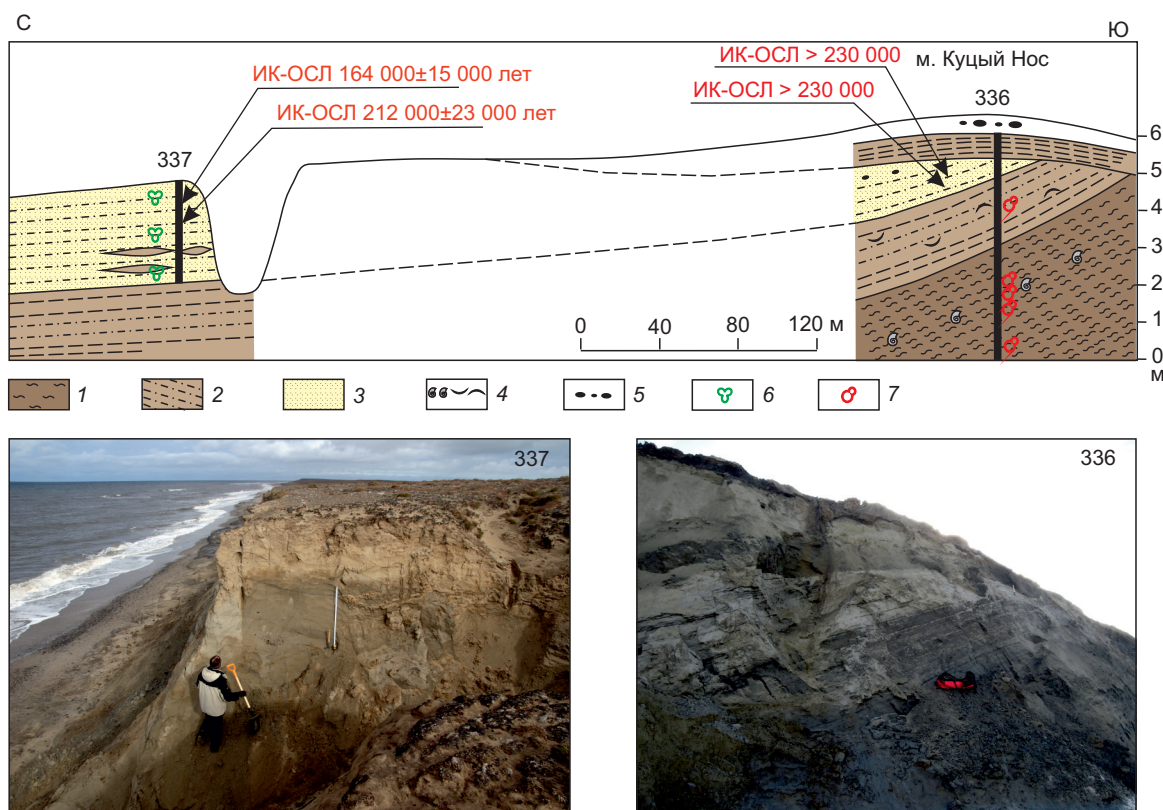 С
Ю
ИК-ОСЛ > 230 000
м. Куцый Нос
ИК-ОСЛ 164 000±15 000 лет
ИК-ОСЛ > 230 000
336
ИК-ОСЛ 212 000±23 000 лет
337
6
5
4
3
2
1
0
м
0 40 80 120 м
1 2 3 4 5 6 7
337
336